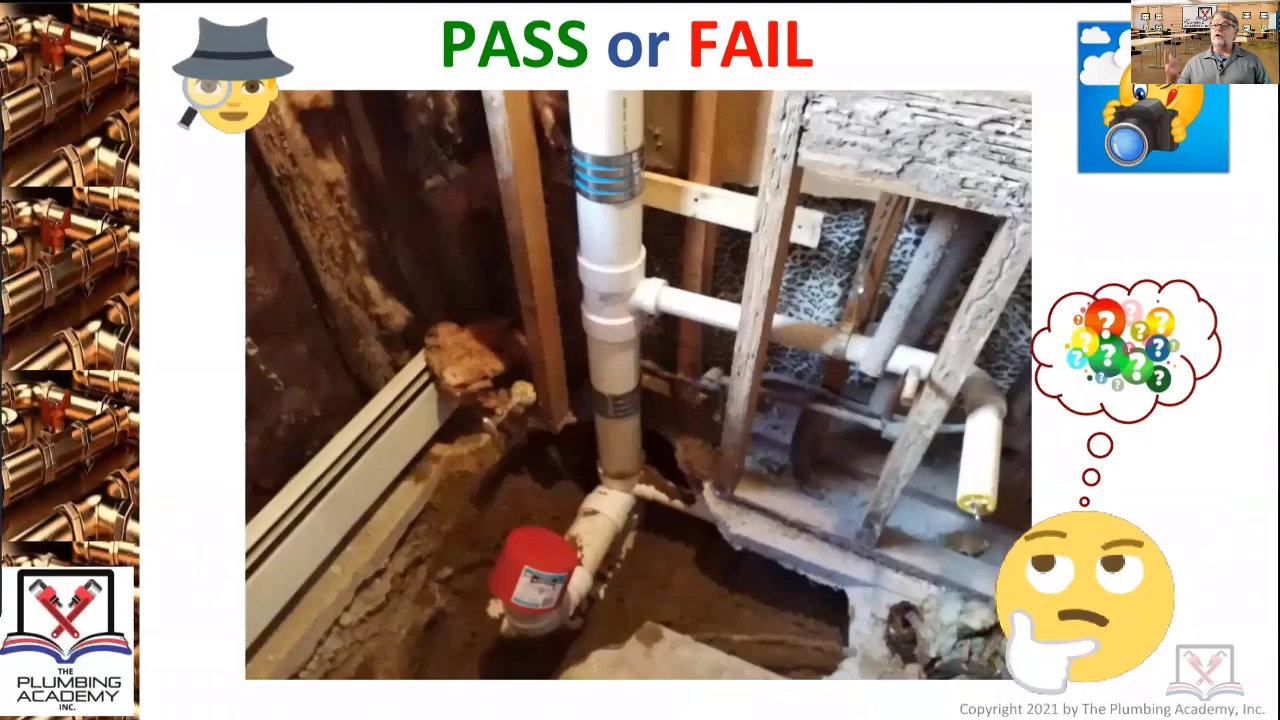 PASS or FAIL
THE
PLUMBING
ACADEMY
INC.
Copyright 2021 by The Plumbing Academy, Inc.